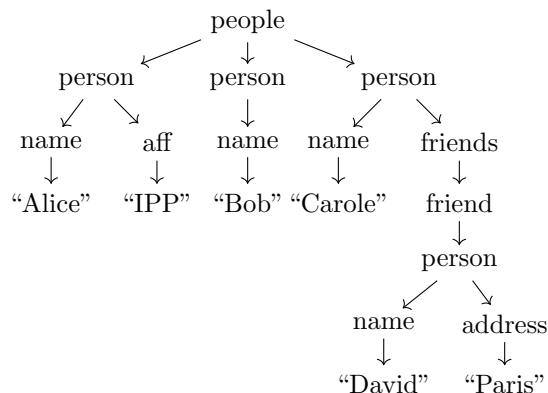 people
person person person
name aff name name friends
“Alice” “IPP” “Bob” “Carole” friend
person
name address
“David” “Paris”